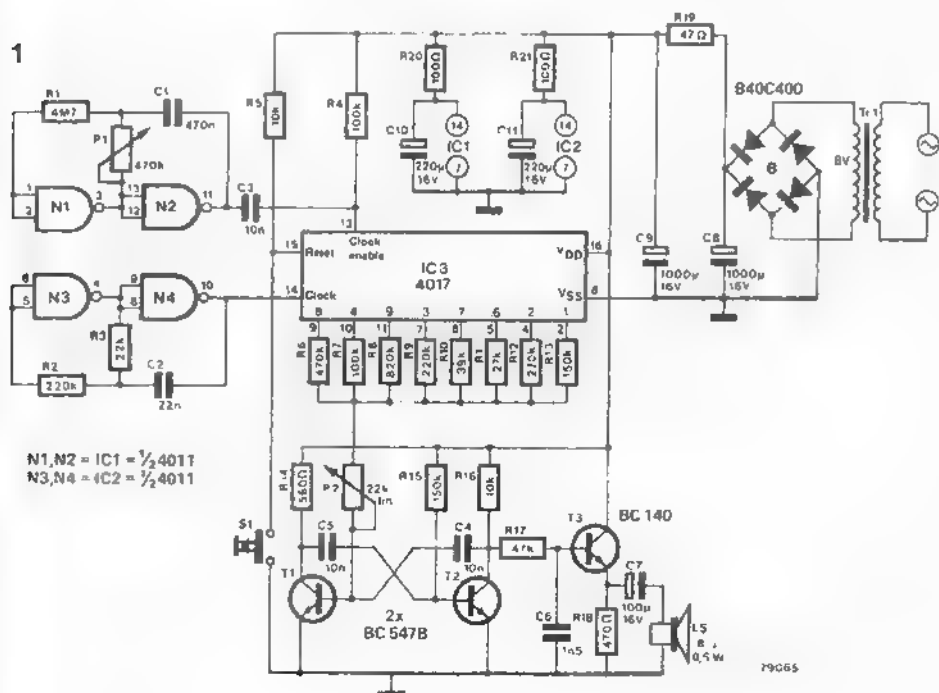 1
R1
4M7
C1
470n
P1
470k
1
2
N1
3
13
12
N2
11
C3
10n
R5
10k
R4
100k
R20
100Ω
C10
220µ
16V
14
IC1
7
R21
100Ω
C11
220µ
16V
14
IC2
7
R19
47Ω
B40C400
B
8V
Tr1
C9
1000µ
16V
C8
1000µ
16V
6
5
N3
4
9
8
N4
10
R3
22k
R2
220k
C2
22n
15
Reset
13
Clock
enable
14
Clock
IC3
4017
VDD
16
VSS
8
8 4 9 3 7 6 2 1
9 10 11 7 8 5 4 2
R6
470k
R7
100k
R8
820k
R9
220k
R10
39k
R1
27k
R12
270k
R13
150k
N1,N2 = IC1 = ½ 4011
N3,N4 = IC2 = ½ 4011
S1
R14
560Ω
P2
22k
lin
R15
150k
R16
10k
C5
10n
C4
10n
T1
T2
2x
BC 547B
R17
47k
T3
BC 140
C6
1n5
R18
470Ω
C7
100µ
16V
LS
0,5W
79065